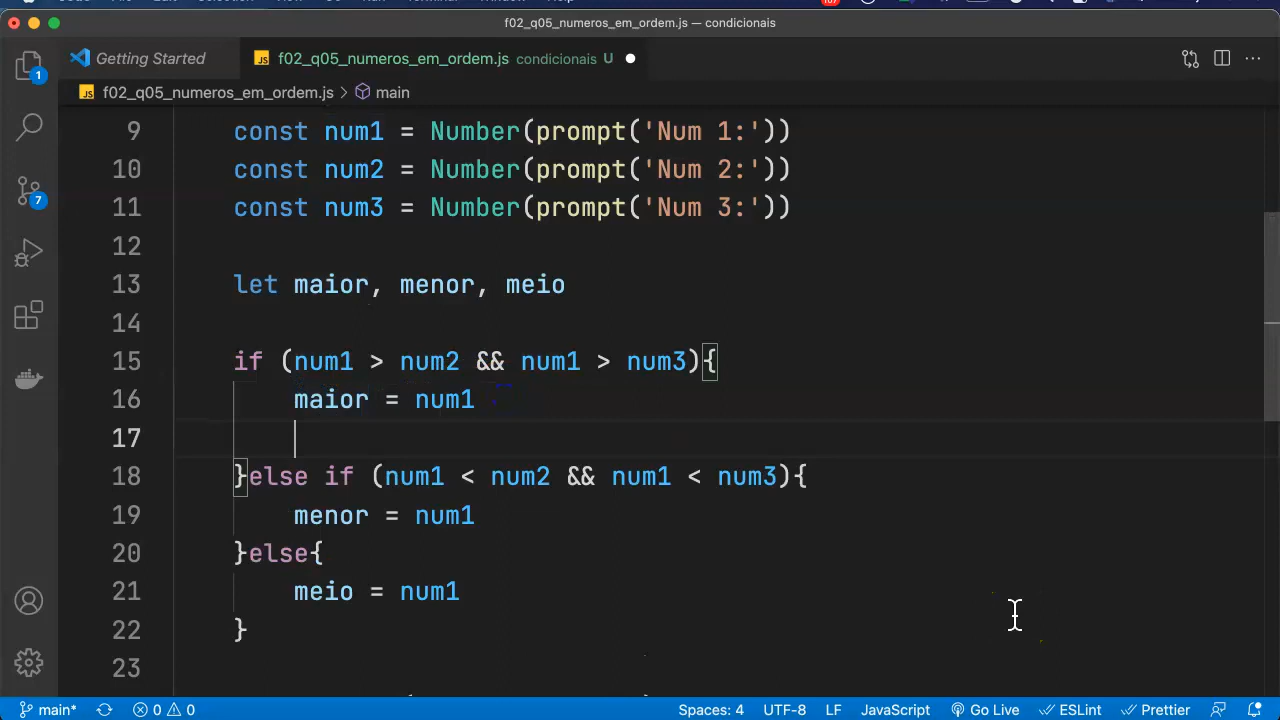 f02_q05_numeros_em_ordem.js — condicionais
Getting Started
f02_q05_numeros_em_ordem.js condicionais U
f02_q05_numeros_em_ordem.js > main
9 const num1 = Number(prompt('Num 1:'))
10 const num2 = Number(prompt('Num 2:'))
11 const num3 = Number(prompt('Num 3:'))
12
13 let maior, menor, meio
14
15 if (num1 > num2 && num1 > num3){
16 maior = num1
17
18 }else if (num1 < num2 && num1 < num3){
19 menor = num1
20 }else{
21 meio = num1
22 }
23
1
7
main* 0 0 Spaces: 4 UTF-8 LF JavaScript Go Live ESLint Prettier